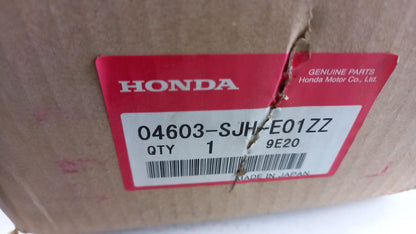 HONDA
GENUINE PARTS
Honda Motor Co., Ltd.
04603-SJH-E01ZZ
QTY 1 9E20
MADE IN JAPAN